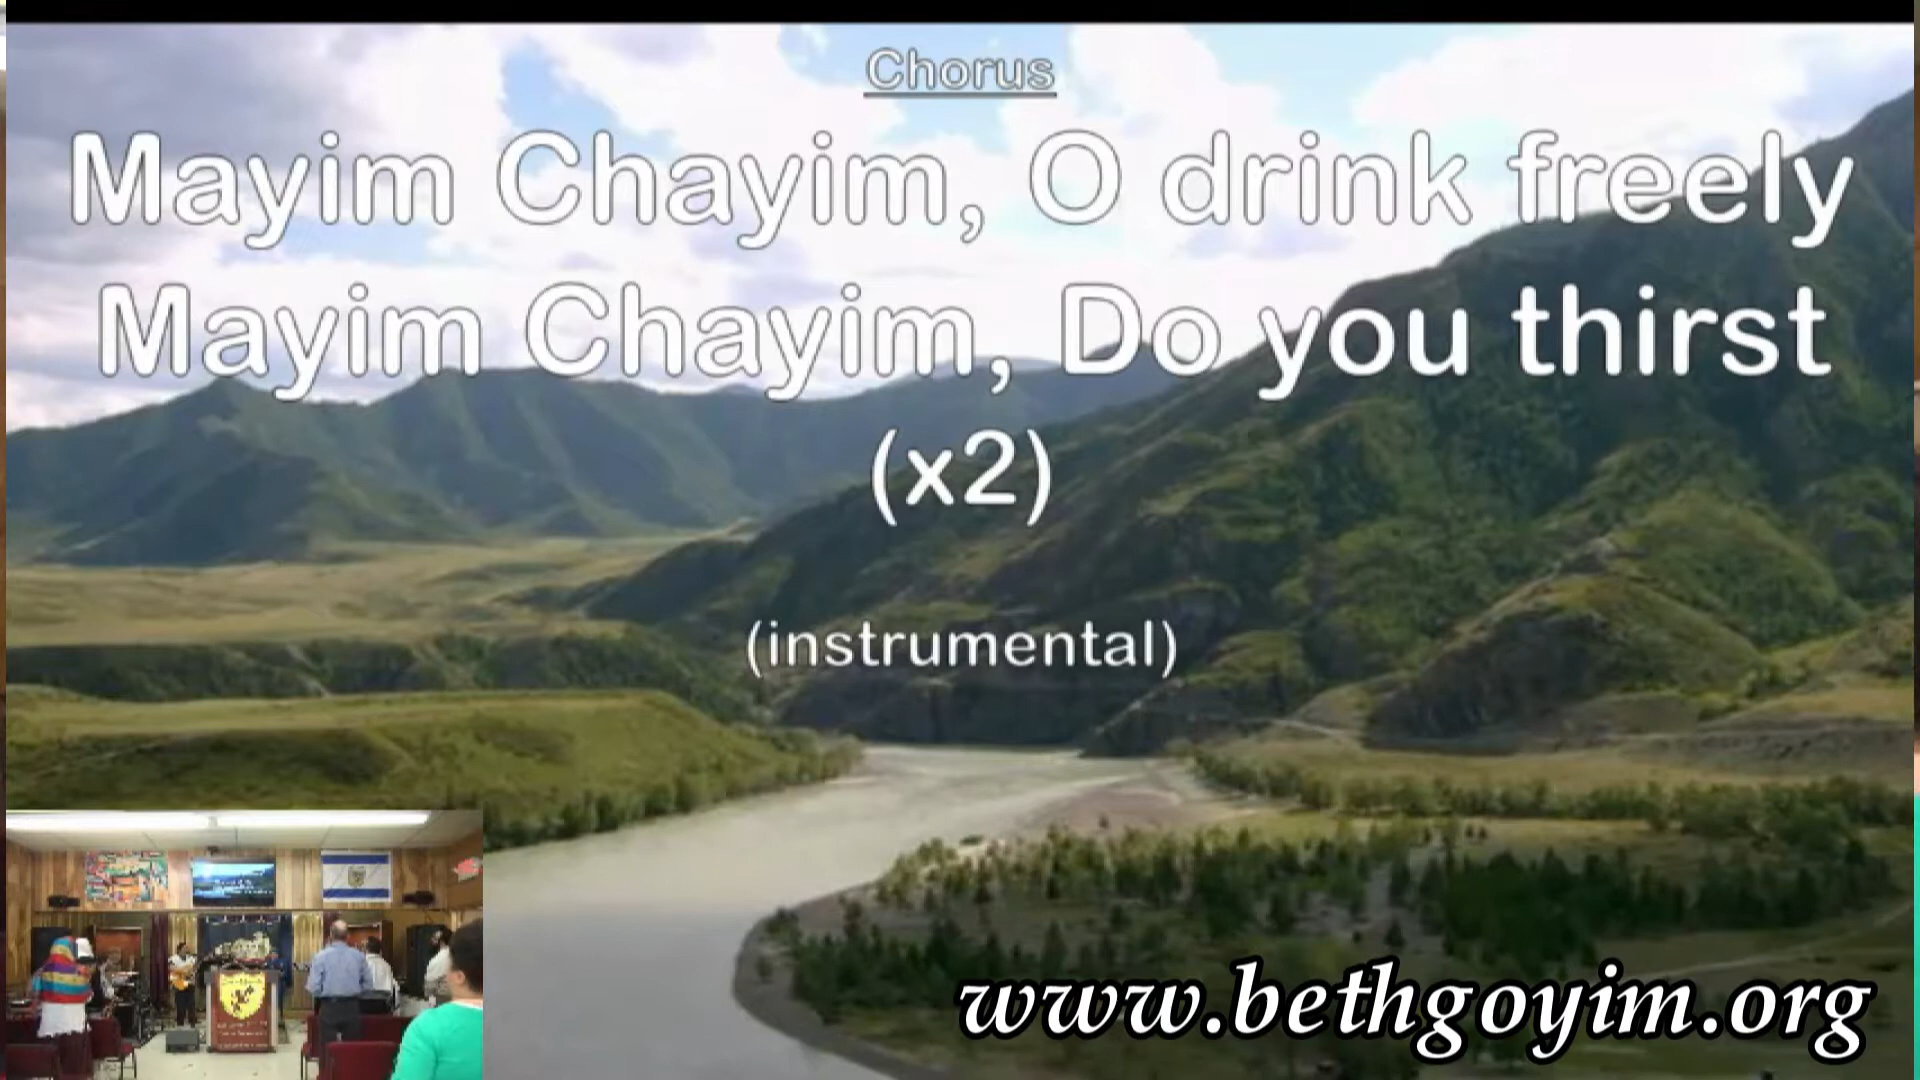 Chorus
Mayim Chayim, O drink freely
Mayim Chayim, Do you thirst
(x2)
(instrumental)
www.bethgoyim.org